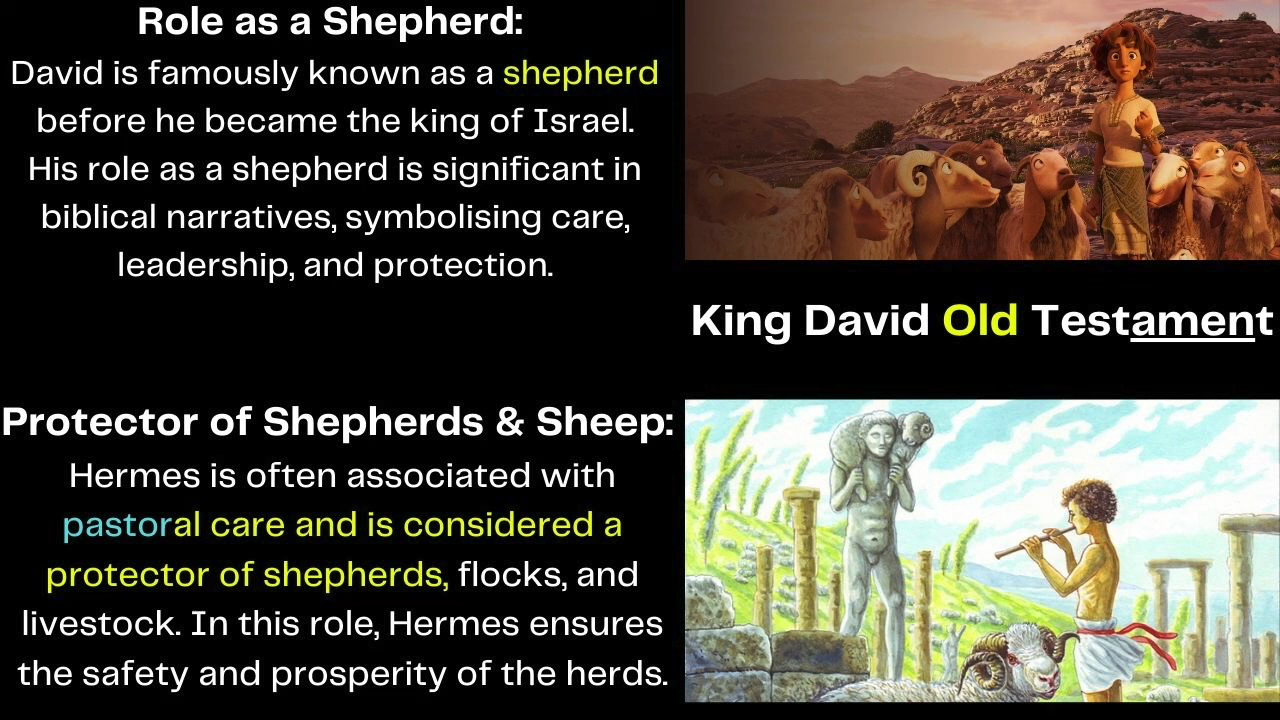 Role as a Shepherd:
David is famously known as a shepherd
before he became the king of Israel.
His role as a shepherd is significant in
biblical narratives, symbolising care,
leadership, and protection.
King David Old Testament
Protector of Shepherds & Sheep:
Hermes is often associated with
pastoral care and is considered a
protector of shepherds, flocks, and
livestock. In this role, Hermes ensures
the safety and prosperity of the herds.